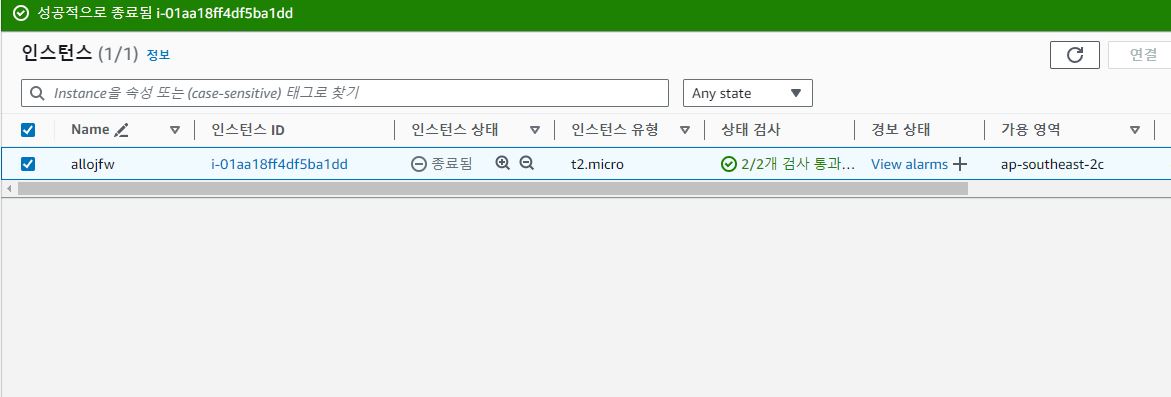 성공적으로 종료됨 i-01aa18ff4df5ba1dd
인스턴스 (1/1) 정보
연결
Instance을 속성 또는 (case-sensitive) 태그로 찾기
Any state
Name 인스턴스 ID 인스턴스 상태 인스턴스 유형 상태 검사 경보 상태 가용 영역
allojfw i-01aa18ff4df5ba1dd 종료됨 t2.micro 2/2개 검사 통과... View alarms + ap-southeast-2c